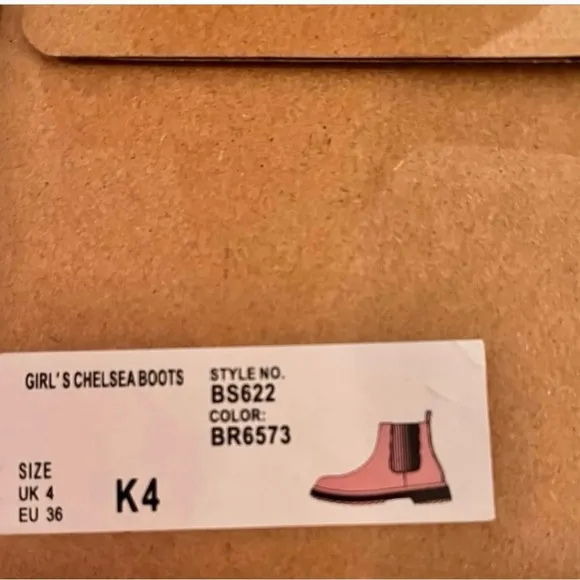 GIRL'S CHELSEA BOOTS
STYLE NO.
BS622
COLOR:
BR6573
SIZE
UK 4
EU 36
K4